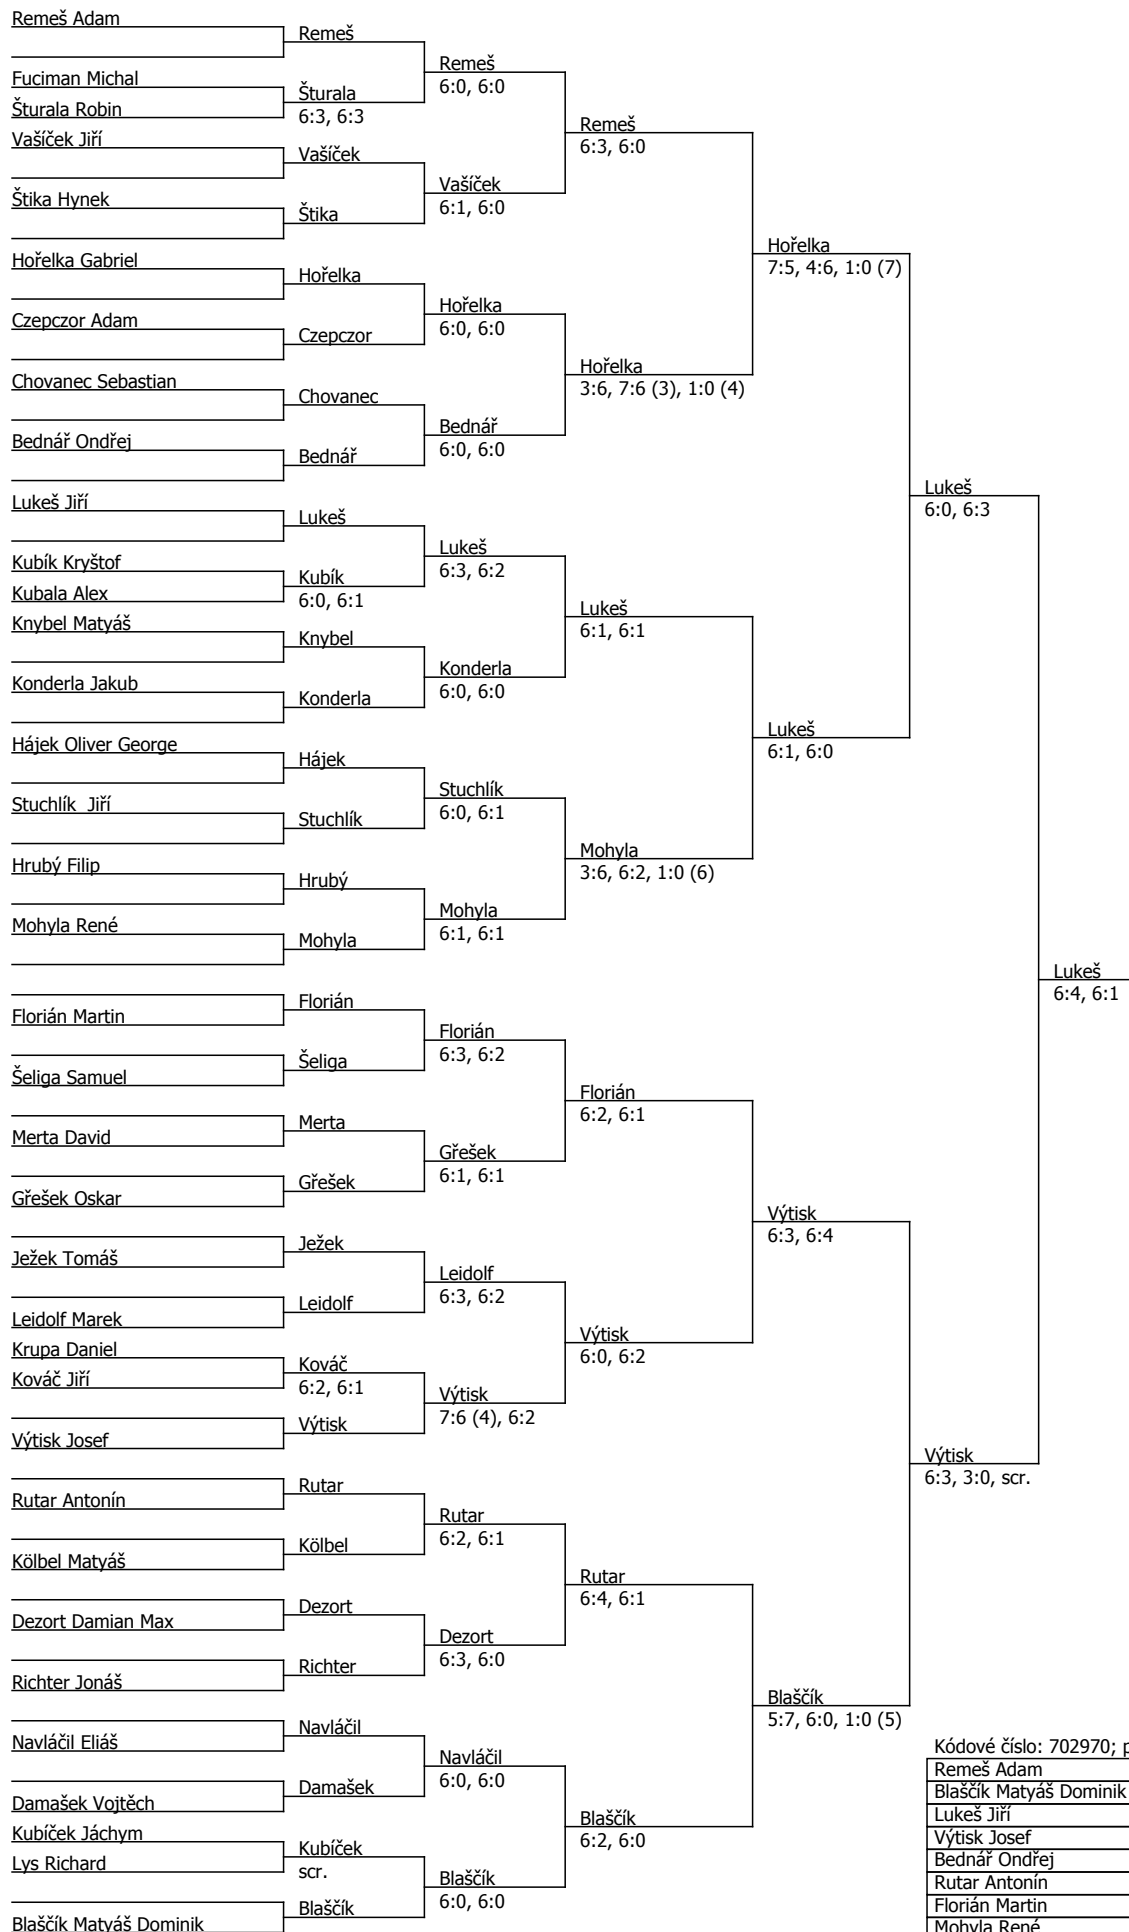 Remeš Adam
Fuciman Michal
Šturala Robin
Vašíček Jiří
Štika Hynek
Hořelka Gabriel
Czepczor Adam
Chovanec Sebastian
Bednář Ondřej
Lukeš Jiří
Kubík Kryštof
Kubala Alex
Knybel Matyáš
Konderla Jakub
Hájek Oliver George
Stuchlík  Jiří
Hrubý Filip
Mohyla René
Florián Martin
Šeliga Samuel
Merta David
Gřešek Oskar
Ježek Tomáš
Leidolf Marek
Krupa Daniel
Kováč Jiří
Výtisk Josef
Rutar Antonín
Kölbel Matyáš
Dezort Damian Max
Richter Jonáš
Navláčil Eliáš
Damašek Vojtěch
Kubíček Jáchym
Lys Richard
Blaščík Matyáš Dominik
Remeš
Šturala
6:3, 6:3
Vašíček
Štika
Hořelka
Czepczor
Chovanec
Bednář
Lukeš
Kubík
6:0, 6:1
Knybel
Konderla
Hájek
Stuchlík
Hrubý
Mohyla
Florián
Šeliga
Merta
Gřešek
Ježek
Leidolf
Kováč
6:2, 6:1
Výtisk
Rutar
Kölbel
Dezort
Richter
Navláčil
Damašek
Kubíček
scr.
Blaščík
Remeš
6:0, 6:0
Vašíček
6:1, 6:0
Hořelka
6:0, 6:0
Bednář
6:0, 6:0
Lukeš
6:3, 6:2
Konderla
6:0, 6:0
Stuchlík
6:0, 6:1
Mohyla
6:1, 6:1
Florián
6:3, 6:2
Gřešek
6:1, 6:1
Leidolf
6:3, 6:2
Výtisk
7:6 (4), 6:2
Rutar
6:2, 6:1
Dezort
6:3, 6:0
Navláčil
6:0, 6:0
Blaščík
6:0, 6:0
Remeš
6:3, 6:0
Hořelka
3:6, 7:6 (3), 1:0 (4)
Lukeš
6:1, 6:1
Mohyla
3:6, 6:2, 1:0 (6)
Florián
6:2, 6:1
Výtisk
6:0, 6:2
Rutar
6:4, 6:1
Blaščík
6:2, 6:0
Hořelka
7:5, 4:6, 1:0 (7)
Lukeš
6:1, 6:0
Výtisk
6:3, 6:4
Blaščík
5:7, 6:0, 1:0 (5)
Lukeš
6:0, 6:3
Výtisk
6:3, 3:0, scr.
Lukeš
6:4, 6:1
Kódové číslo: 702970; p
Remeš Adam
Blaščík Matyáš Dominik
Lukeš Jiří
Výtisk Josef
Bednář Ondřej
Rutar Antonín
Florián Martin
Mohyla René